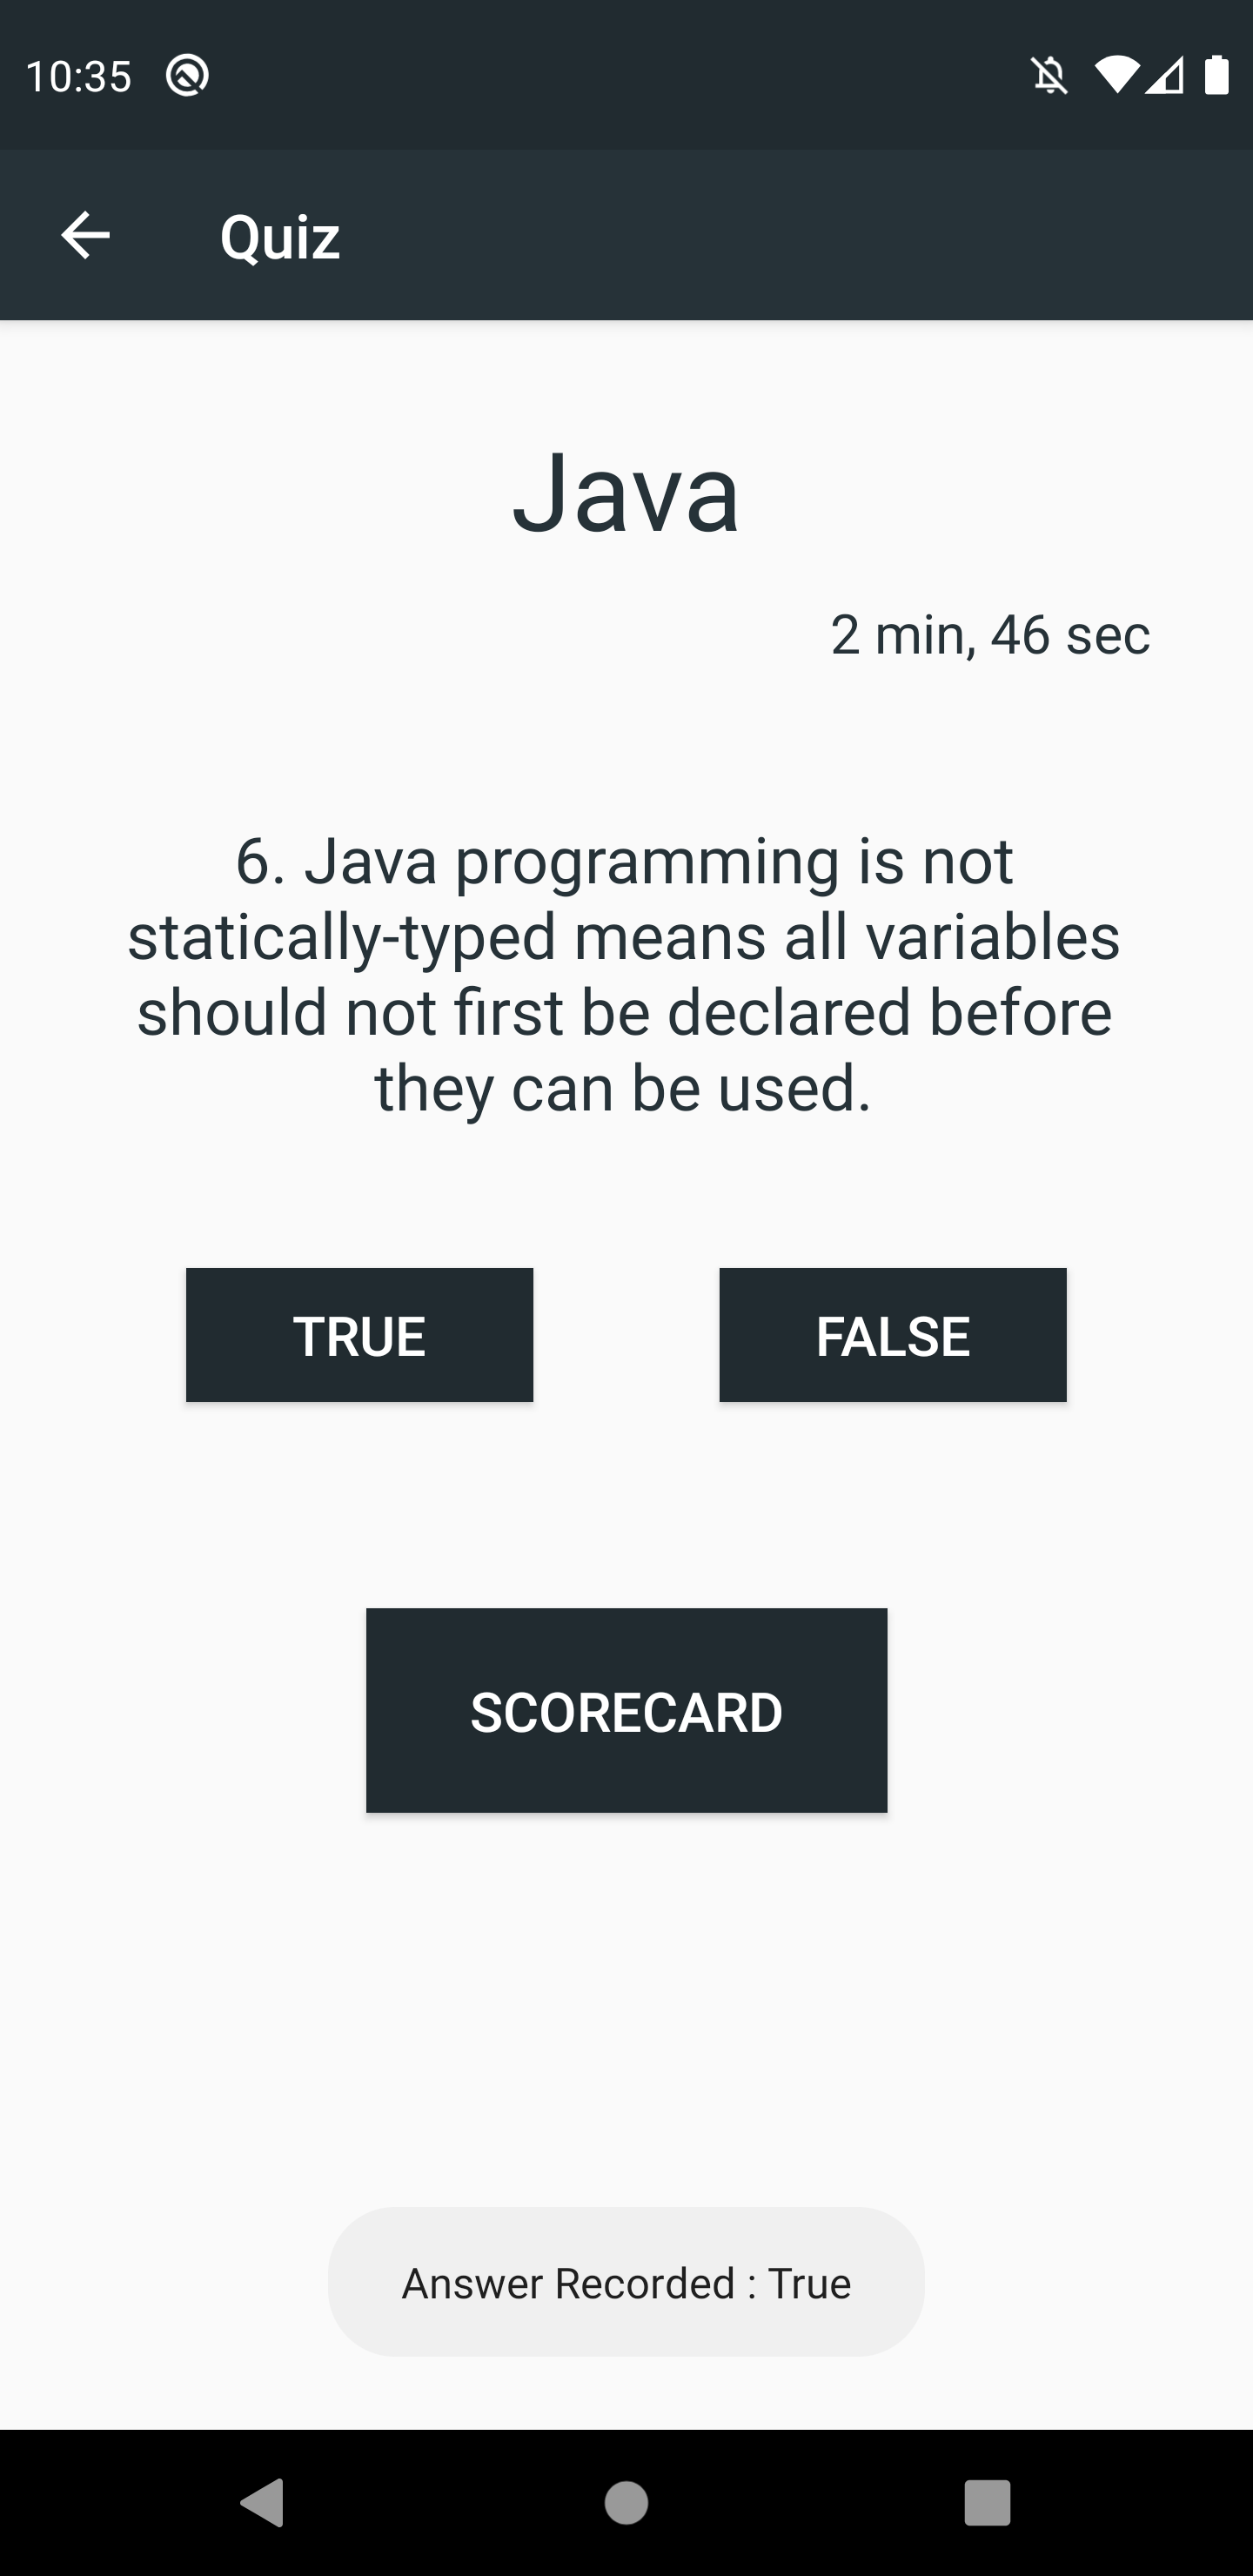 10:35
Quiz
Java
2 min, 46 sec
6. Java programming is not
statically-typed means all variables
should not first be declared before
they can be used.
TRUE
FALSE
SCORECARD
Answer Recorded : True